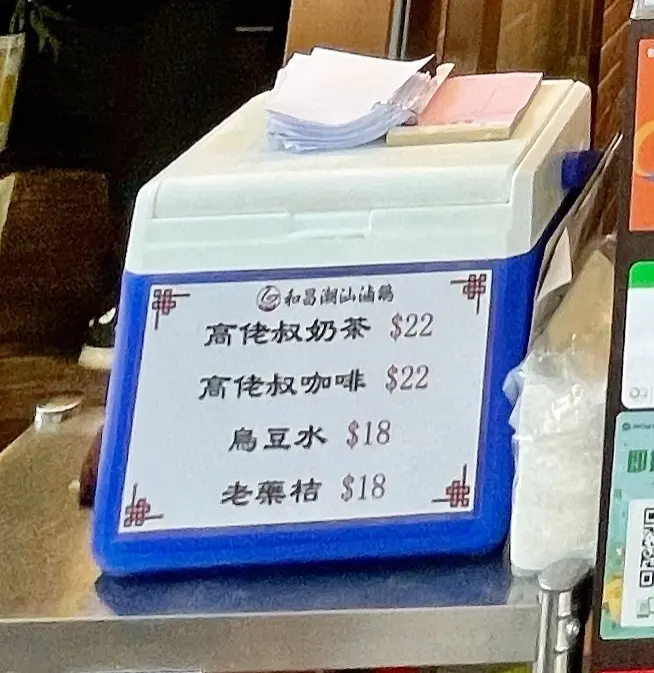 和昌潮汕滷鵝
高佬叔奶茶 $22
高佬叔咖啡 $22
烏豆水 $18
老藥桔 $18